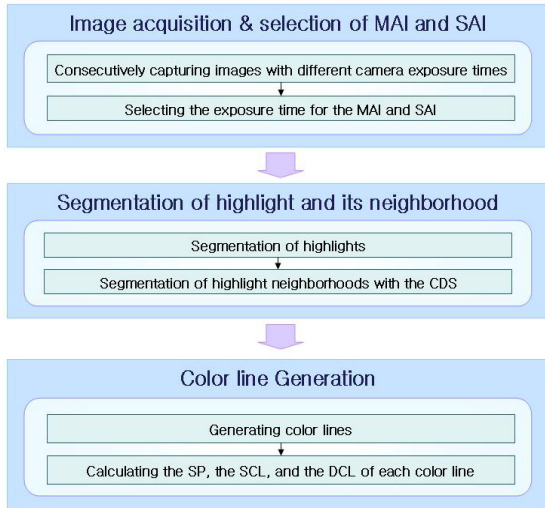 Image acquisition & selection of MAI and SAI
Consecutively capturing images with different camera exposure times
Selecting the exposure time for the MAI and SAI
Segmentation of highlight and its neighborhood
Segmentation of highlights
Segmentation of highlight neighborhoods with the CDS
Color line Generation
Generating color lines
Calculating the SP, the SCL, and the DCL of each color line